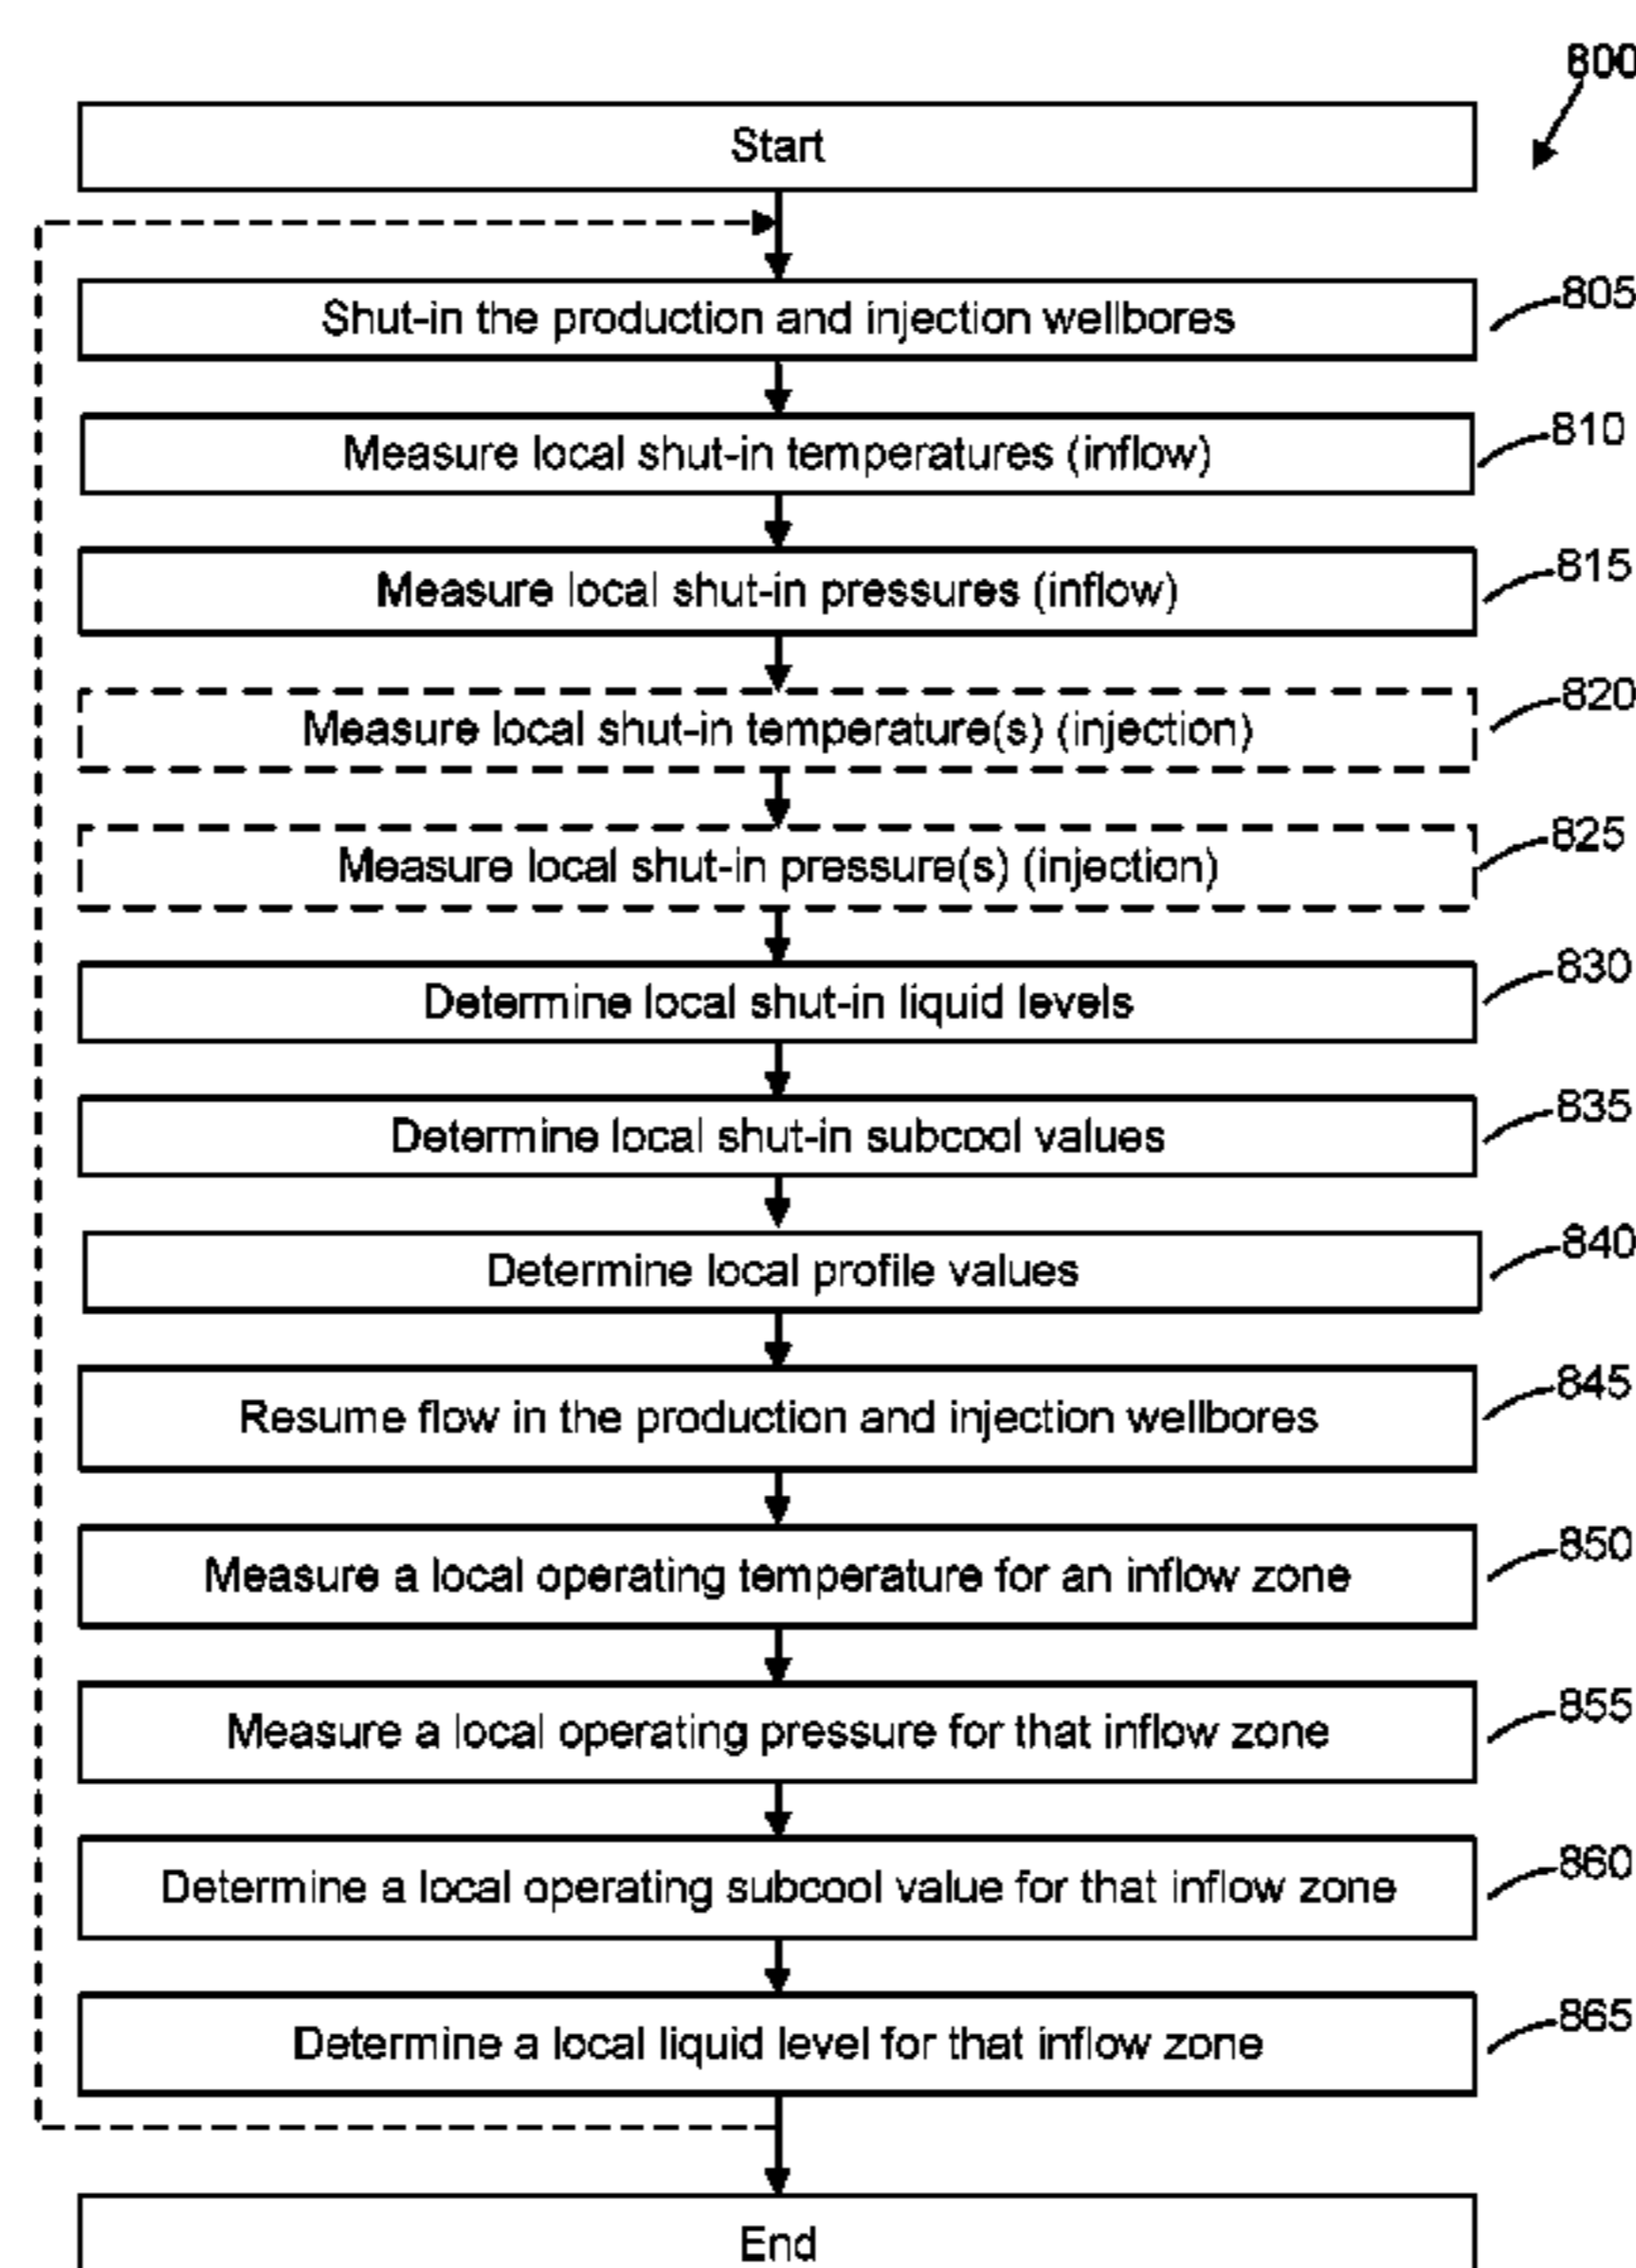 800
Start
Shut-in the production and injection wellbores
805
Measure local shut-in temperatures (inflow)
810
Measure local shut-in pressures (inflow)
815
Measure local shut-in temperature(s) (injection)
820
Measure local shut-in pressure(s) (injection)
825
Determine local shut-in liquid levels
830
Determine local shut-in subcool values
835
Determine local profile values
840
Resume flow in the production and injection wellbores
845
Measure a local operating temperature for an inflow zone
850
Measure a local operating pressure for that inflow zone
855
Determine a local operating subcool value for that inflow zone
860
Determine a local liquid level for that inflow zone
865
End